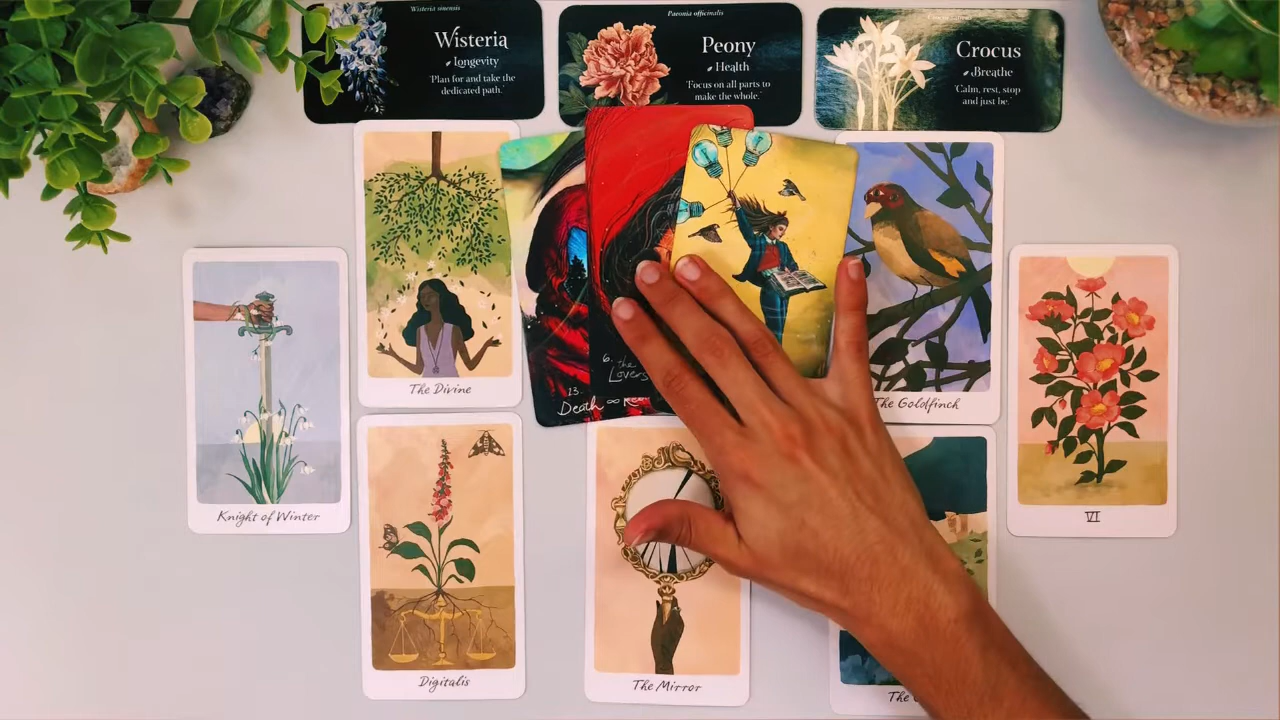 Wisteria sinensis
Wisteria
Longevity
"Plan for and take the
dedicated path."
Paeonia officinalis
Peony
Health
"Focus on all parts to
make the whole."
Crocus
Breathe
"Calm, rest, stop
and just be."
The Divine
13.
Death ∞
6. the
Lovers
The Goldfinch
Knight of Winter
VI
Digitalis
The Mirror
The